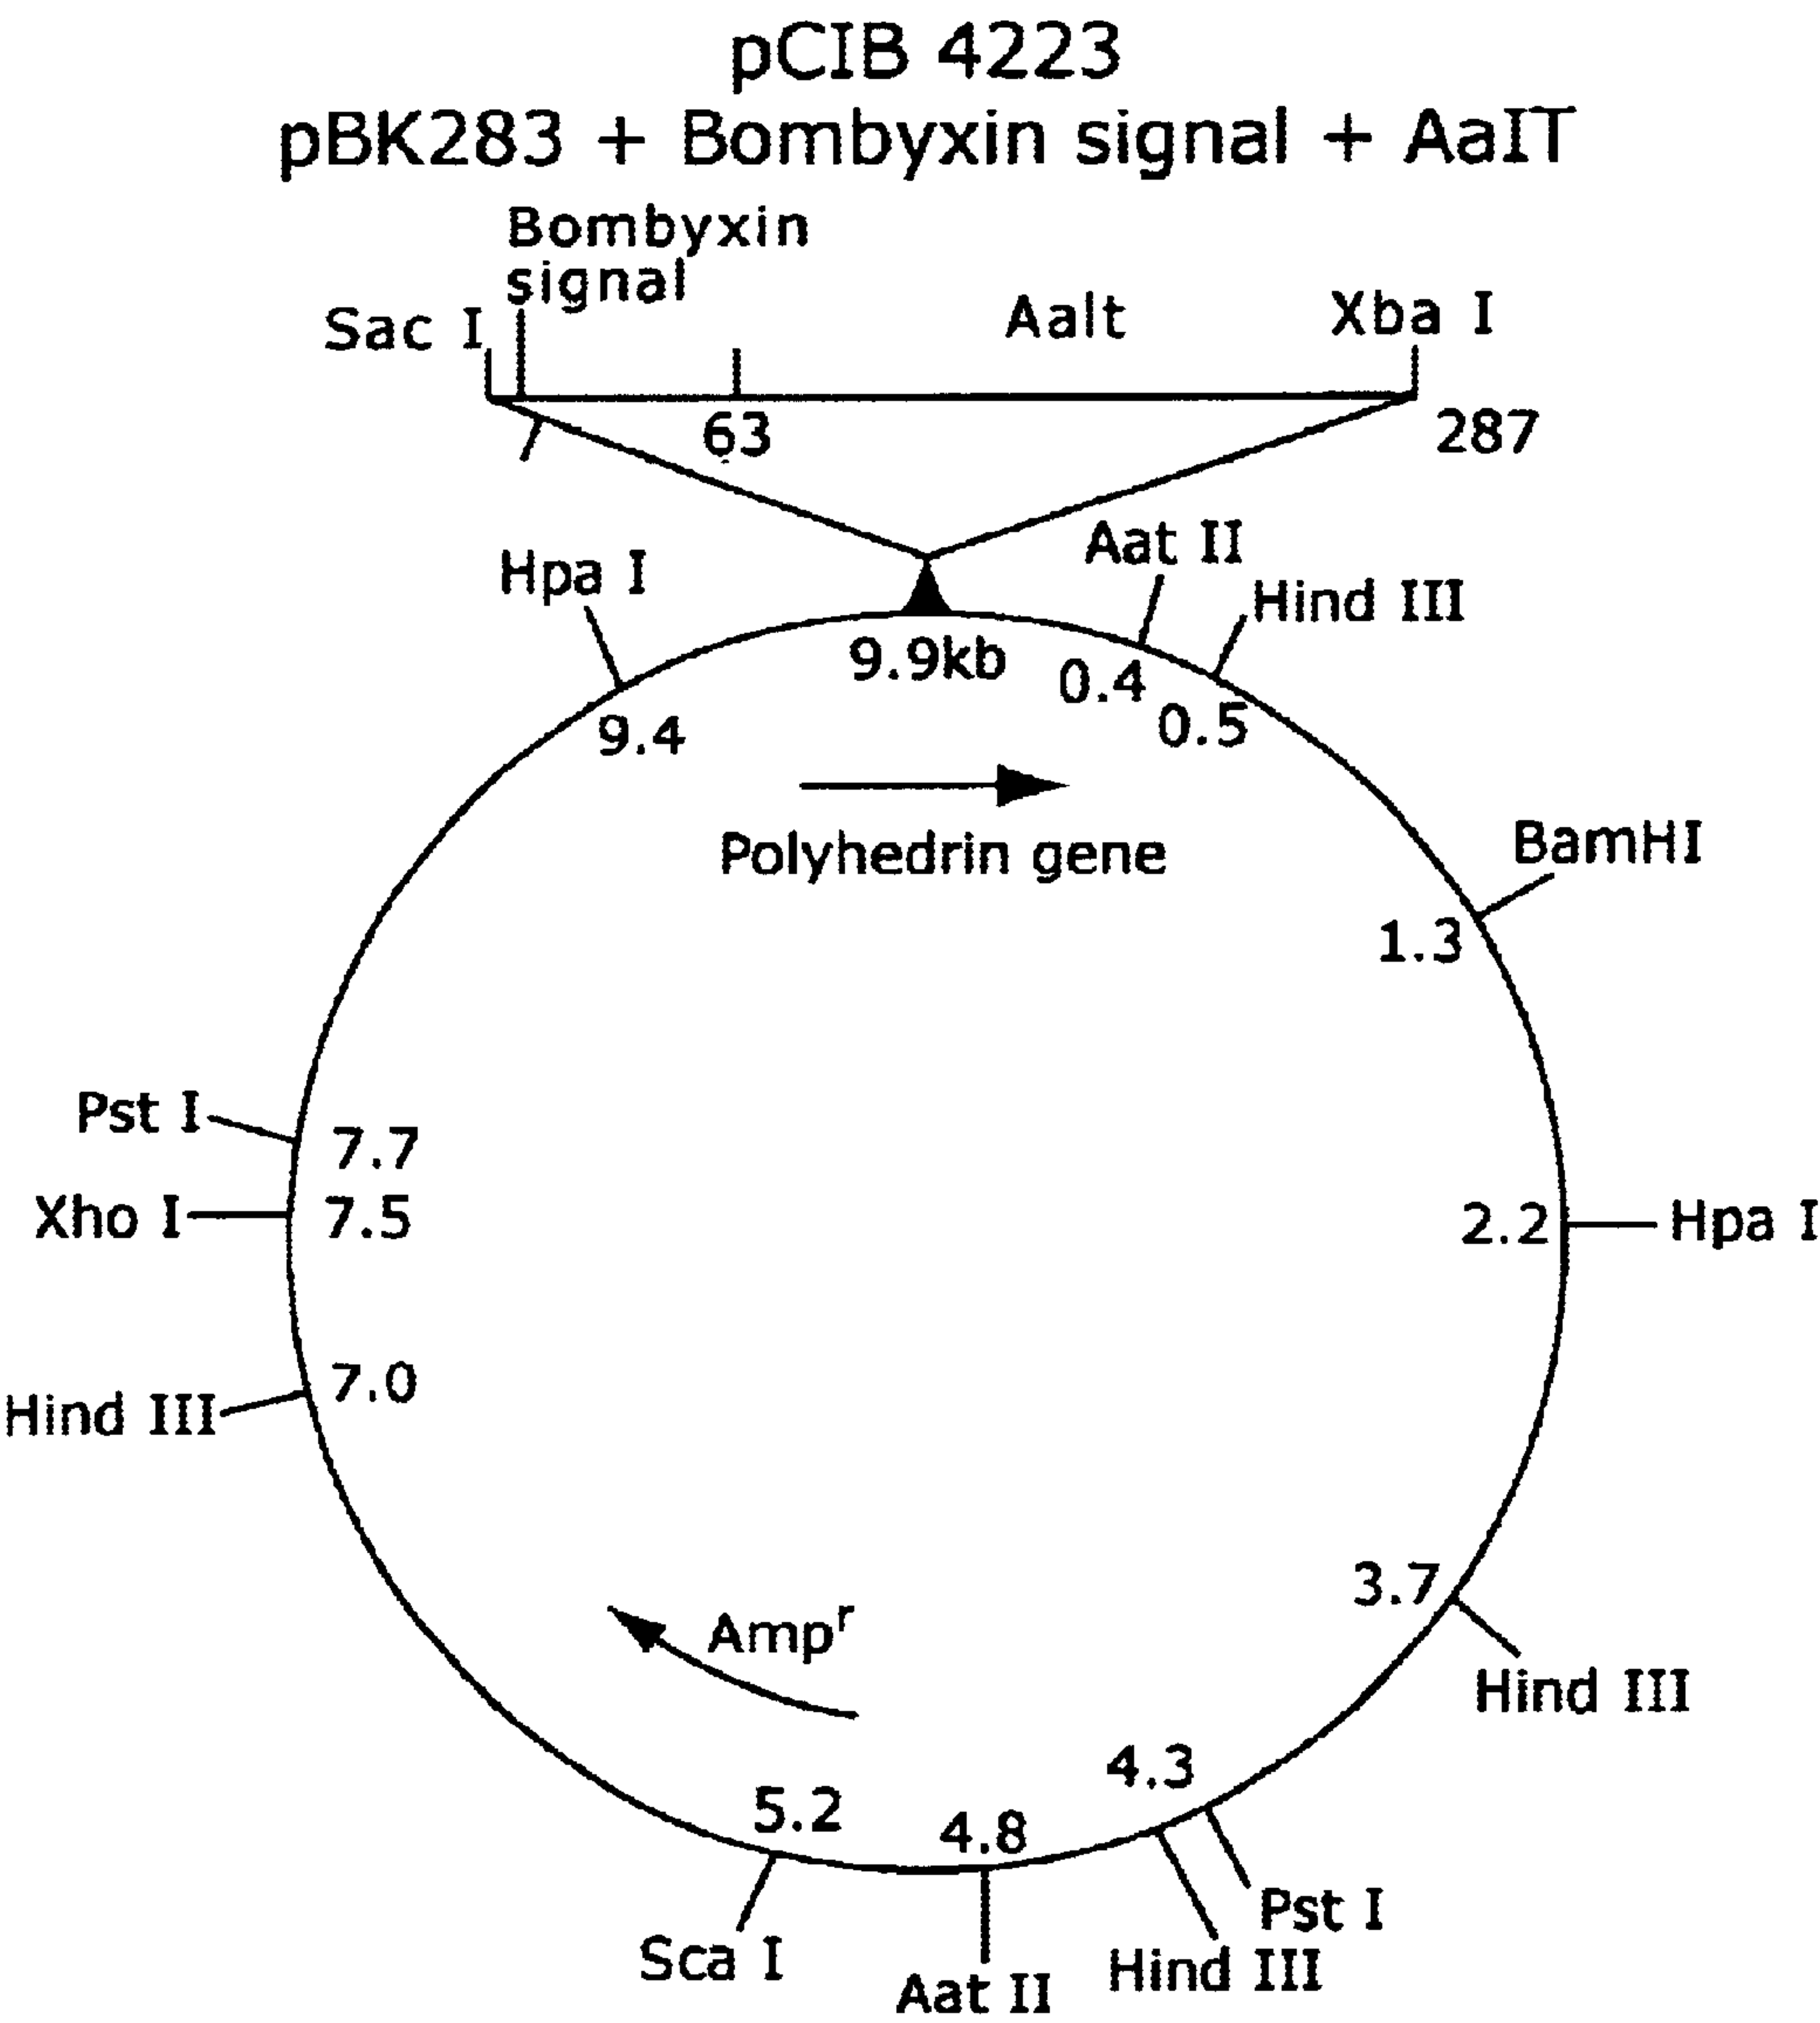 pCIB 4223
pBK283 + Bombyxin signal + AaIT
Bombyxin
signal
Sac I
Aalt
Xba I
63
287
Hpa I
Aat II
Hind III
9.9kb
0.4
0.5
9.4
Polyhedrin gene
BamHI
1.3
Pst I
7.7
Xho I
7.5
2.2
Hpa I
7.0
Hind III
3.7
Hind III
Ampr
4.3
5.2
4.8
Pst I
Sca I
Aat II
Hind III